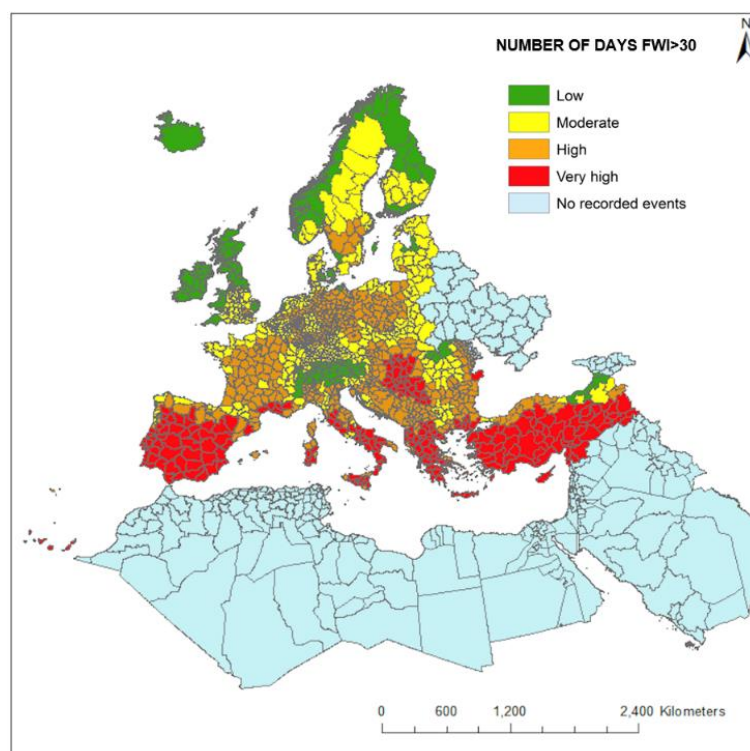 N
NUMBER OF DAYS FWI>30
Low
Moderate
High
Very high
No recorded events
0 600 1,200 2,400 Kilometers